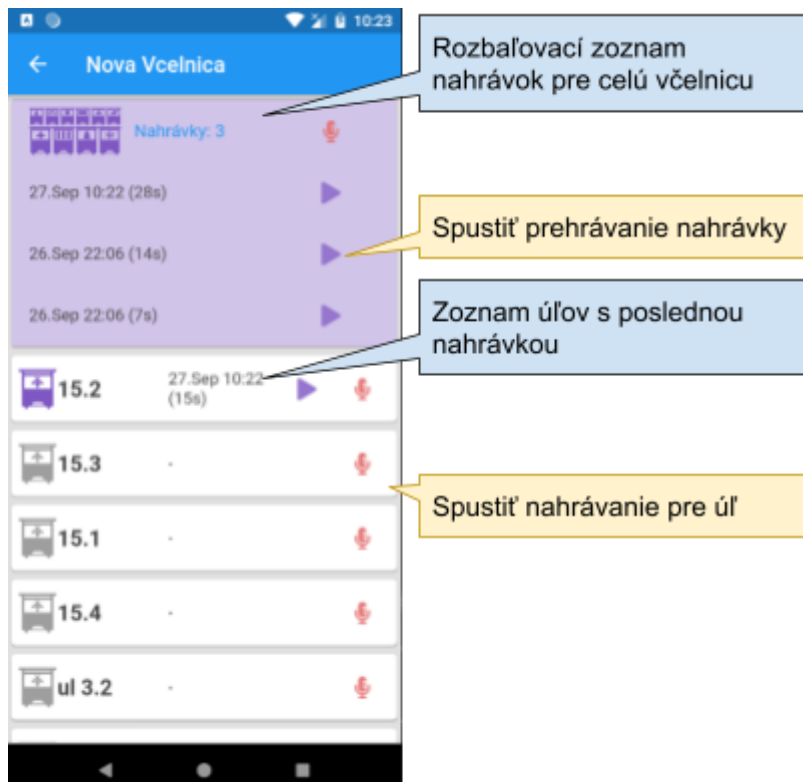 10:23
Nova Vcelnica
Nahrávky: 3
27.Sep 10:22 (28s)
26.Sep 22:06 (14s)
26.Sep 22:06 (7s)
15.2
27.Sep 10:22
(15s)
15.3 -
15.1 -
15.4 -
ul 3.2 -
Rozbaľovací zoznam
nahrávok pre celú včelnicu
Spustiť prehrávanie nahrávky
Zoznam úľov s poslednou
nahrávkou
Spustiť nahrávanie pre úľ